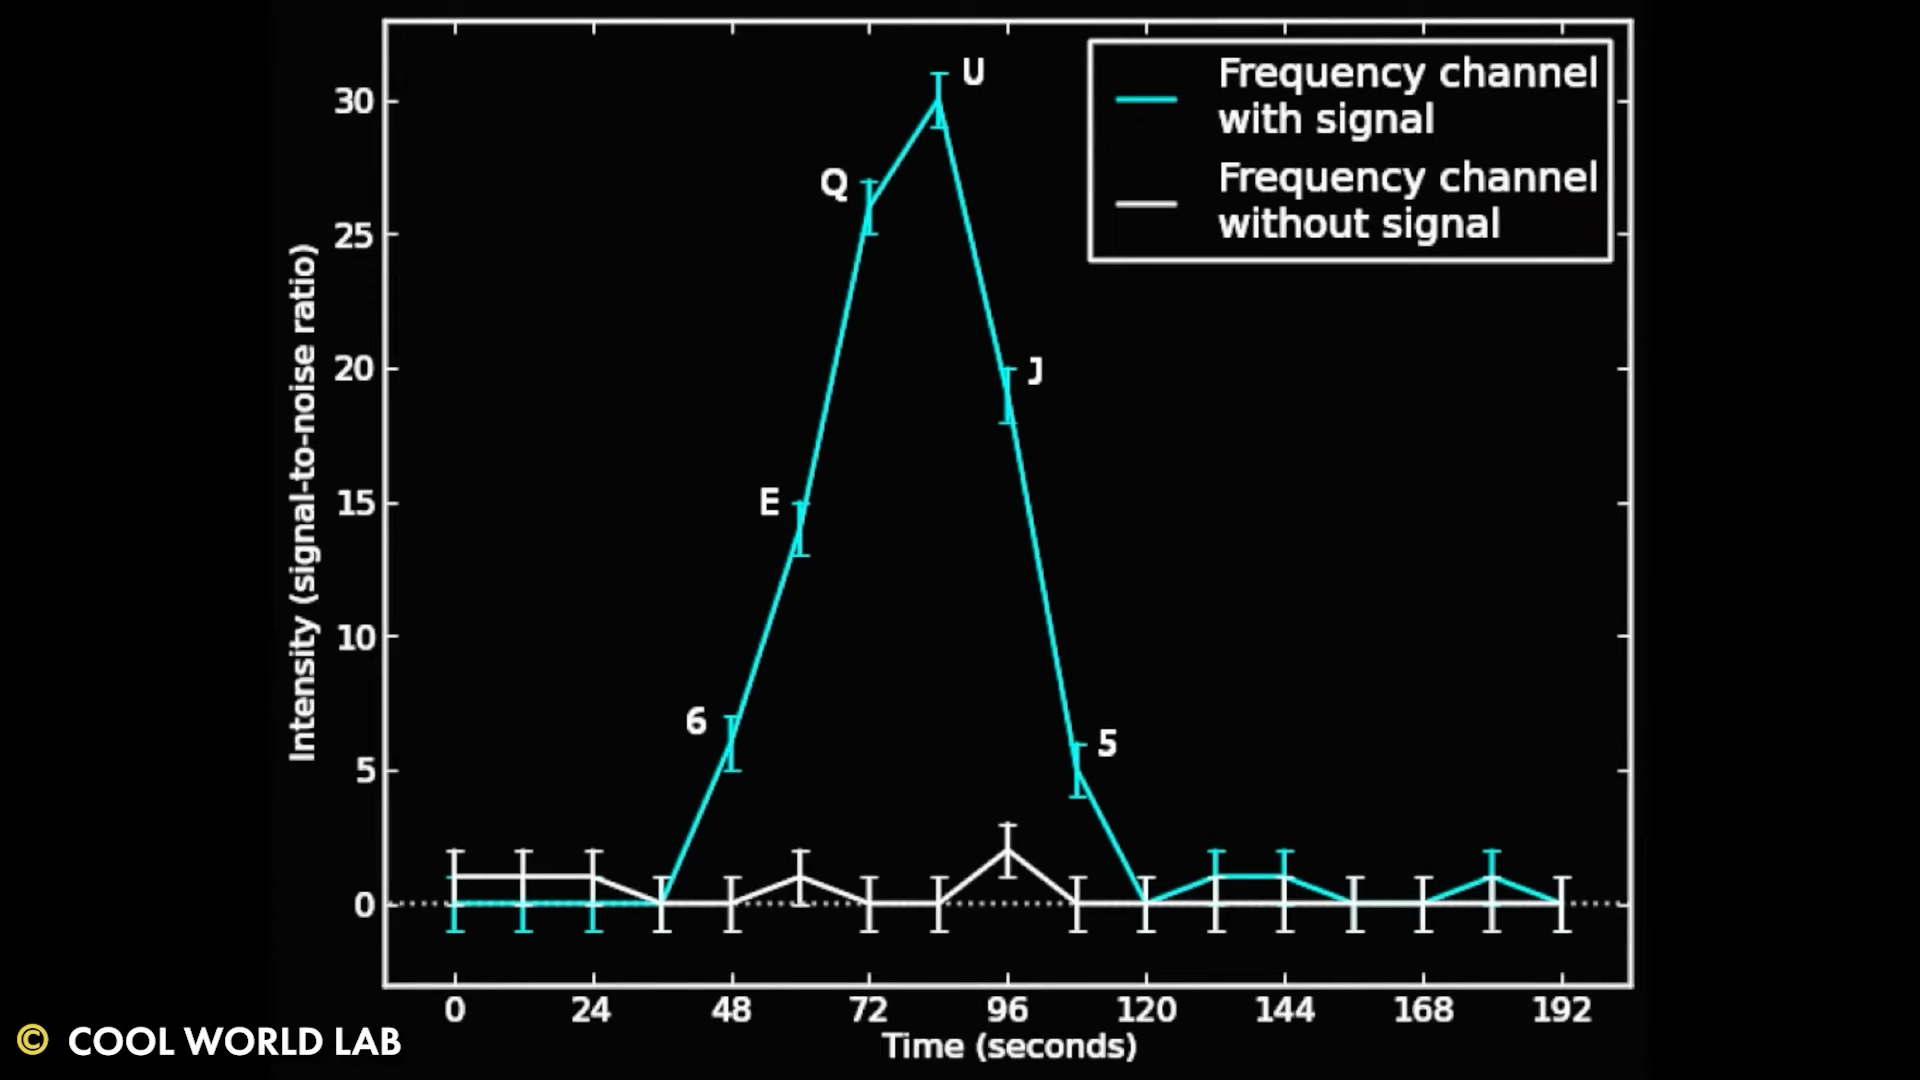 U
Frequency channel
with signal
Frequency channel
without signal
Q
J
E
6
5
30
25
20
15
10
5
0
Intensity (signal-to-noise ratio)
0 24 48 72 96 120 144 168 192
Time (seconds)
© COOL WORLD LAB